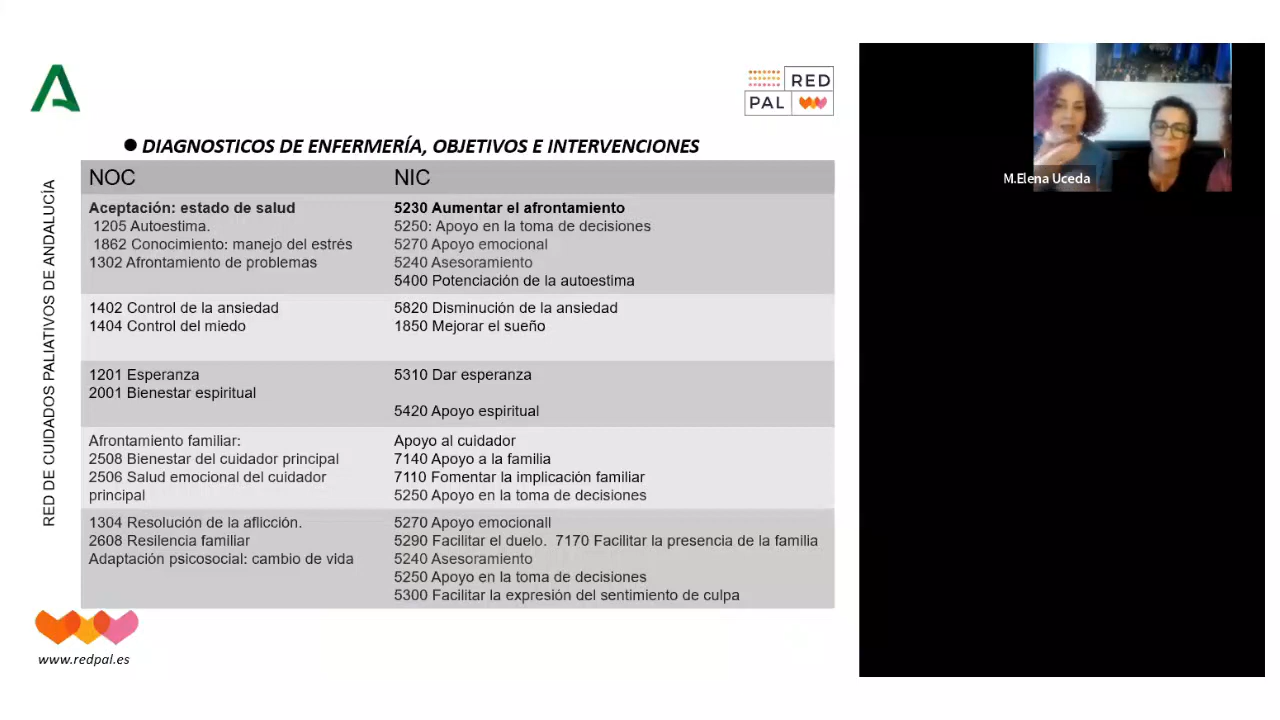 RED
PAL
● DIAGNOSTICOS DE ENFERMERÍA, OBJETIVOS E INTERVENCIONES
RED DE CUIDADOS PALIATIVOS DE ANDALUCÍA
NOC
NIC
Aceptación: estado de salud
1205 Autoestima.
1862 Conocimiento: manejo del estrés
1302 Afrontamiento de problemas
5230 Aumentar el afrontamiento
5250: Apoyo en la toma de decisiones
5270 Apoyo emocional
5240 Asesoramiento
5400 Potenciación de la autoestima
1402 Control de la ansiedad
1404 Control del miedo
5820 Disminución de la ansiedad
1850 Mejorar el sueño
1201 Esperanza
2001 Bienestar espiritual
5310 Dar esperanza
5420 Apoyo espiritual
Afrontamiento familiar:
2508 Bienestar del cuidador principal
2506 Salud emocional del cuidador
principal
Apoyo al cuidador
7140 Apoyo a la familia
7110 Fomentar la implicación familiar
5250 Apoyo en la toma de decisiones
1304 Resolución de la aflicción.
2608 Resilencia familiar
Adaptación psicosocial: cambio de vida
5270 Apoyo emocionall
5290 Facilitar el duelo. 7170 Facilitar la presencia de la familia
5240 Asesoramiento
5250 Apoyo en la toma de decisiones
5300 Facilitar la expresión del sentimiento de culpa
www.redpal.es
M.Elena Uceda